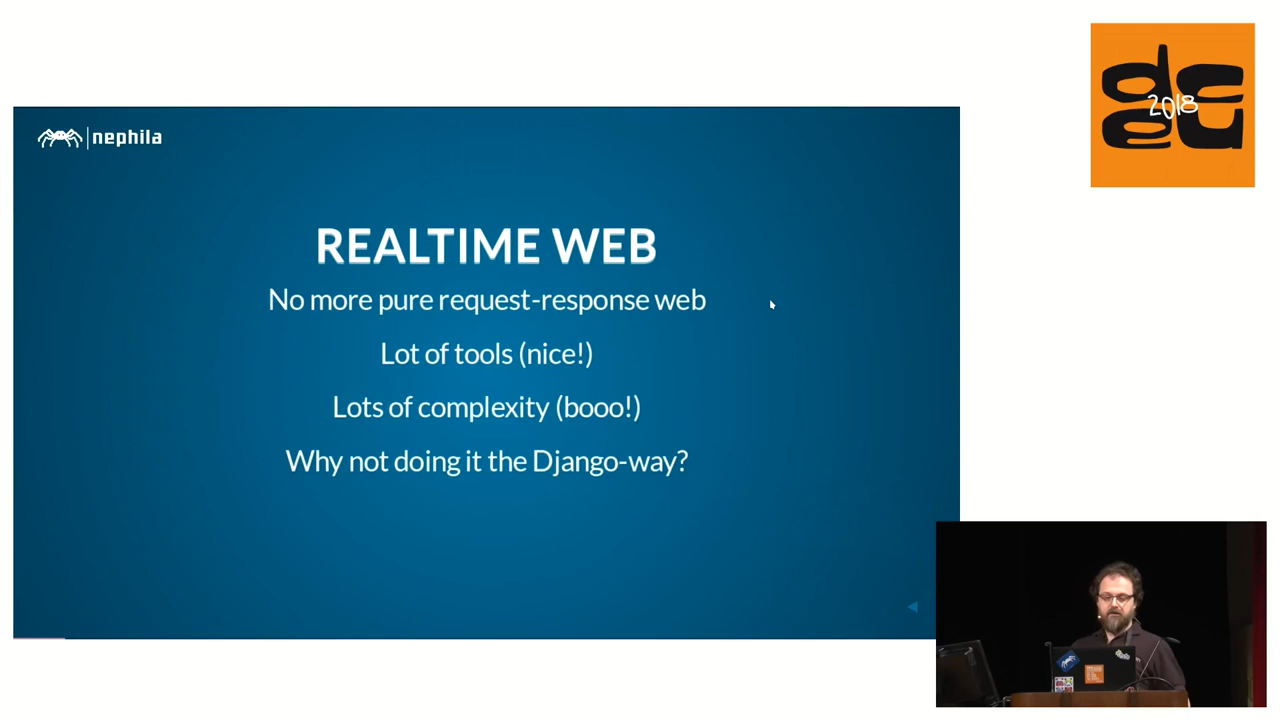 nephila
REALTIME WEB
No more pure request-response web
Lot of tools (nice!)
Lots of complexity (booo!)
Why not doing it the Django-way?
dceu
2018